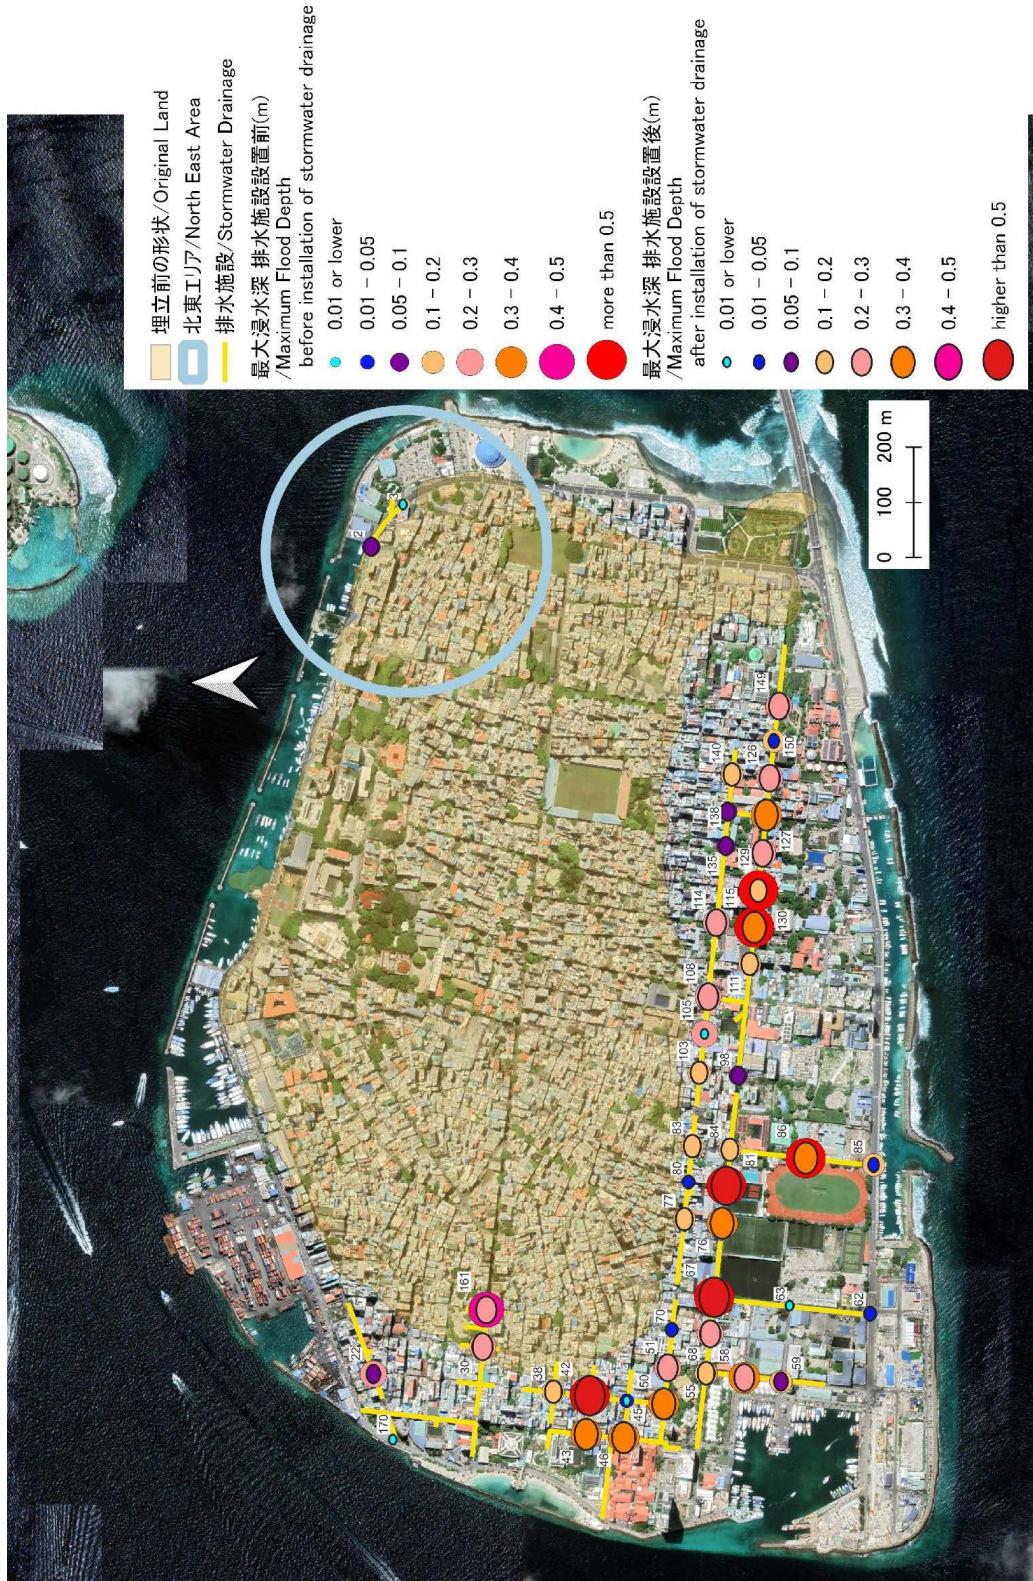 埋立前の形状/Original Land
北東エリア/North East Area
排水施設/Stormwater Drainage
最大浸水深 排水施設設置前(m)
/Maximum Flood Depth
before installation of stormwater drainage
0.01 or lower
0.01 - 0.05
0.05 - 0.1
0.1 - 0.2
0.2 - 0.3
0.3 - 0.4
0.4 - 0.5
more than 0.5
最大浸水深 排水施設設置後(m)
/Maximum Flood Depth
after installation of stormwater drainage
0.01 or lower
0.01 - 0.05
0.05 - 0.1
0.1 - 0.2
0.2 - 0.3
0.3 - 0.4
0.4 - 0.5
higher than 0.5
0 100 200 m
2
3
22
170
161
30
38
42
43
46
45
50
51
55
70
68
58
59
67
63
62
76
77
80
81
83
84
86
85
98
103
105
108
111
114
115
130
129
127
135
138
140
126
150
149